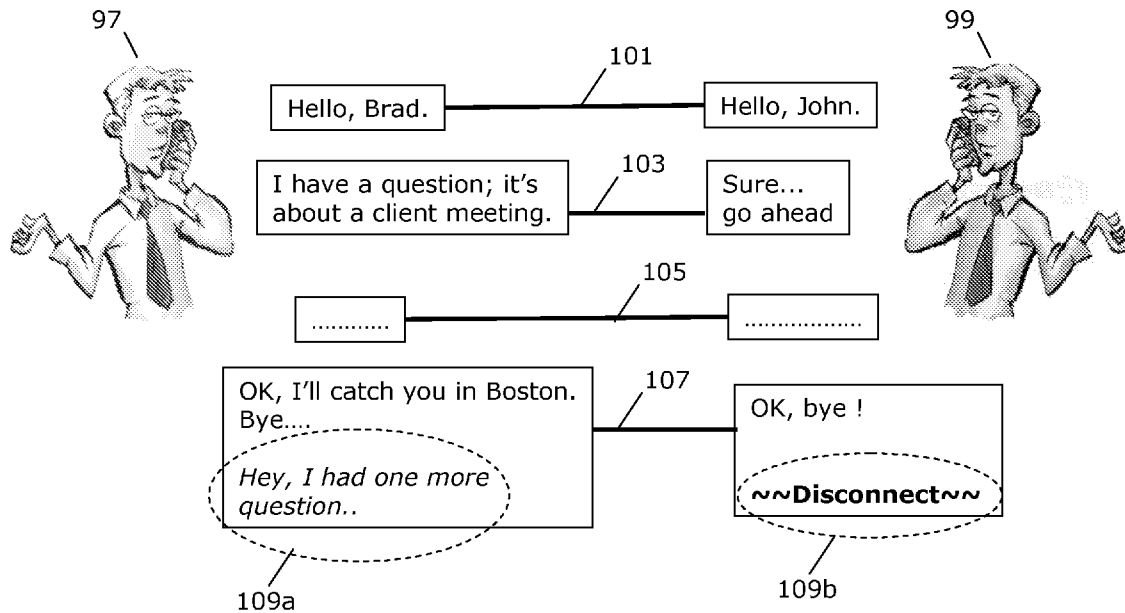 97
99
101
Hello, Brad.
Hello, John.
103
I have a question; it's
about a client meeting.
Sure...
go ahead
105
............
..................
107
OK, I'll catch you in Boston.
Bye....
Hey, I had one more
question..
OK, bye !
~~Disconnect~~
109a
109b